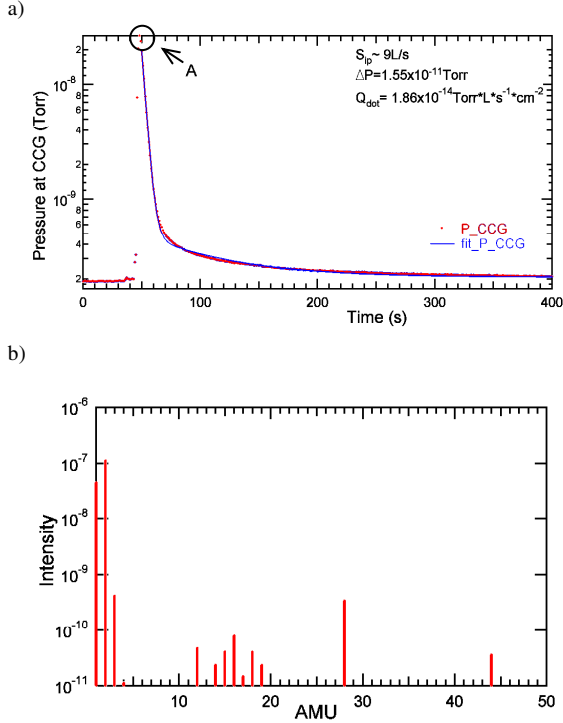 a)
Pressure at CCG (Torr)
2
10⁻⁸
8
6
4
2
10⁻⁹
8
6
4
2
A
S_ip~ 9L/s
ΔP=1.55x10⁻¹¹Torr
Q_dot= 1.86x10⁻¹⁴Torr*L*s⁻¹*cm⁻²
P_CCG
fit_P_CCG
0 100 200 300 400
Time (s)
b)
Intensity
10⁻⁶
10⁻⁷
10⁻⁸
10⁻⁹
10⁻¹⁰
10⁻¹¹
10 20 30 40 50
AMU